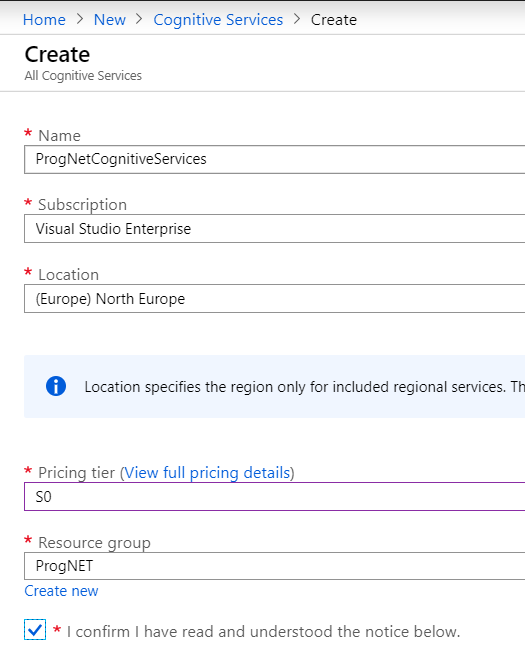 Home > New > Cognitive Services > Create
Create
All Cognitive Services
* Name
ProgNetCognitiveServices
* Subscription
Visual Studio Enterprise
* Location
(Europe) North Europe
Location specifies the region only for included regional services. Th
* Pricing tier (View full pricing details)
S0
* Resource group
ProgNET
Create new
* I confirm I have read and understood the notice below.